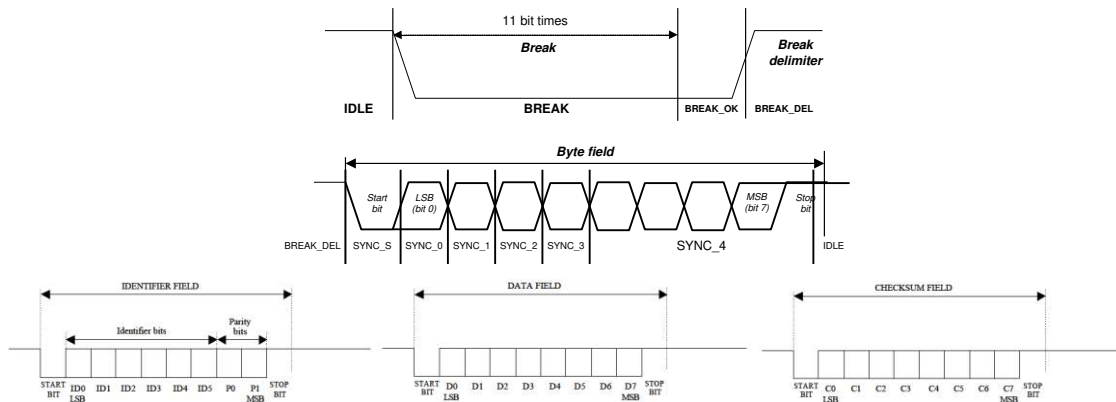 11 bit times
Break
Break
delimiter
IDLE
BREAK
BREAK_OK
BREAK_DEL
Byte field
Start
bit
LSB
(bit 0)
MSB
(bit 7)
Stop
bit
BREAK_DEL
SYNC_S
SYNC_0
SYNC_1
SYNC_2
SYNC_3
SYNC_4
IDLE
IDENTIFIER FIELD
Identifier bits
Parity
bits
START
BIT
ID0
LSB
ID1
ID2
ID3
ID4
ID5
P0
P1
MSB
STOP
BIT
DATA FIELD
START
BIT
D0
LSB
D1
D2
D3
D4
D5
D6
D7
MSB
STOP
BIT
CHECKSUM FIELD
START
BIT
C0
LSB
C1
C2
C3
C4
C5
C6
C7
MSB
STOP
BIT